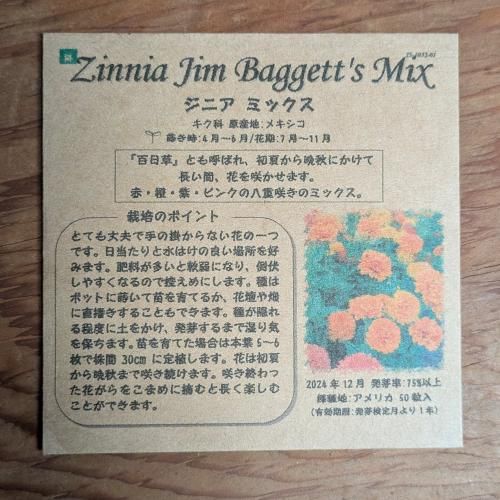 Zinnia Jim Baggett's Mix
ジニア ミックス
キク科 原産地:メキシコ
蒔き時:4月〜6月/花期:7月〜11月
『百日草』とも呼ばれ、初夏から晩秋にかけて
長い間、花を咲かせます。
赤・橙・紫・ピンクの八重咲きのミックス。
栽培のポイント
とても丈夫で手の掛からない花の一つ
です。日当たりと水はけの良い場所を好
みます。肥料が多いと軟弱になり、倒伏
しやすくなるので控えめにします。種は
ポットに蒔いて苗を育てるか、花壇や畑
に直播きすることもできます。種が隠れ
る程度に土をかけ、発芽するまで湿り気
を保ちます。苗を育てた場合は本葉5〜6
枚で株間30cmに定植します。花は初夏
から晩秋まで咲き続けます。咲き終わっ
た花がらをこまめに摘むと長く楽しむ
ことができます。
2024年12月 発芽率:75%以上
採種地:アメリカ 50粒入
(有効期限:発芽検定月より1年)